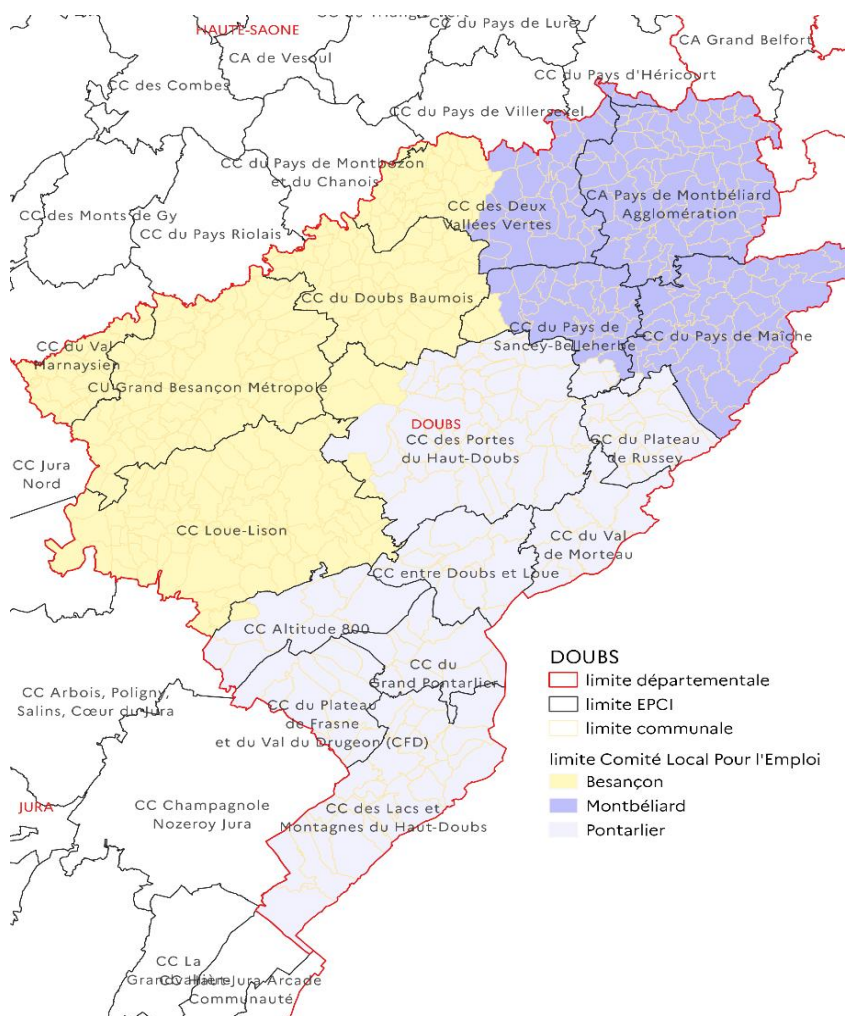 CC du Pays de Lure
HAUTE-SAONE
CA Grand Belfort
CA de Vesoul
CC du Pays d'Héricourt
CC des Combes
CC du Pays de Villersexel
CC du Pays de Montbozon
et du Chanois
CC des Monts de Gy
CC du Pays Riolais
CC des Deux
Vallées Vertes
CA Pays de Montbéliard
Agglomération
CC du Doubs Baumois
CC du Pays de
Sancey-Belleherbe
CC du Pays de Maîche
CC du Val
Marnaysien
CU Grand Besançon Métropole
DOUBS
CC des Portes
du Haut-Doubs
CC du Plateau
de Russey
CC Jura
Nord
CC Loue-Lison
CC du Val
de Morteau
CC entre Doubs et Loue
CC Altitude 800
CC du
Grand Pontarlier
CC Arbois, Poligny,
Salins, Cœur du Jura
CC du Plateau
de Frasne
et du Val du Drugeon (CFD)
JURA
CC Champagnole
Nozeroy Jura
CC des Lacs et
Montagnes du Haut-Doubs
CC La
Grandvallière
CC Haut-Jura Arcade
Communauté
DOUBS
limite départementale
limite EPCI
limite communale
limite Comité Local Pour l'Emploi
Besançon
Montbéliard
Pontarlier